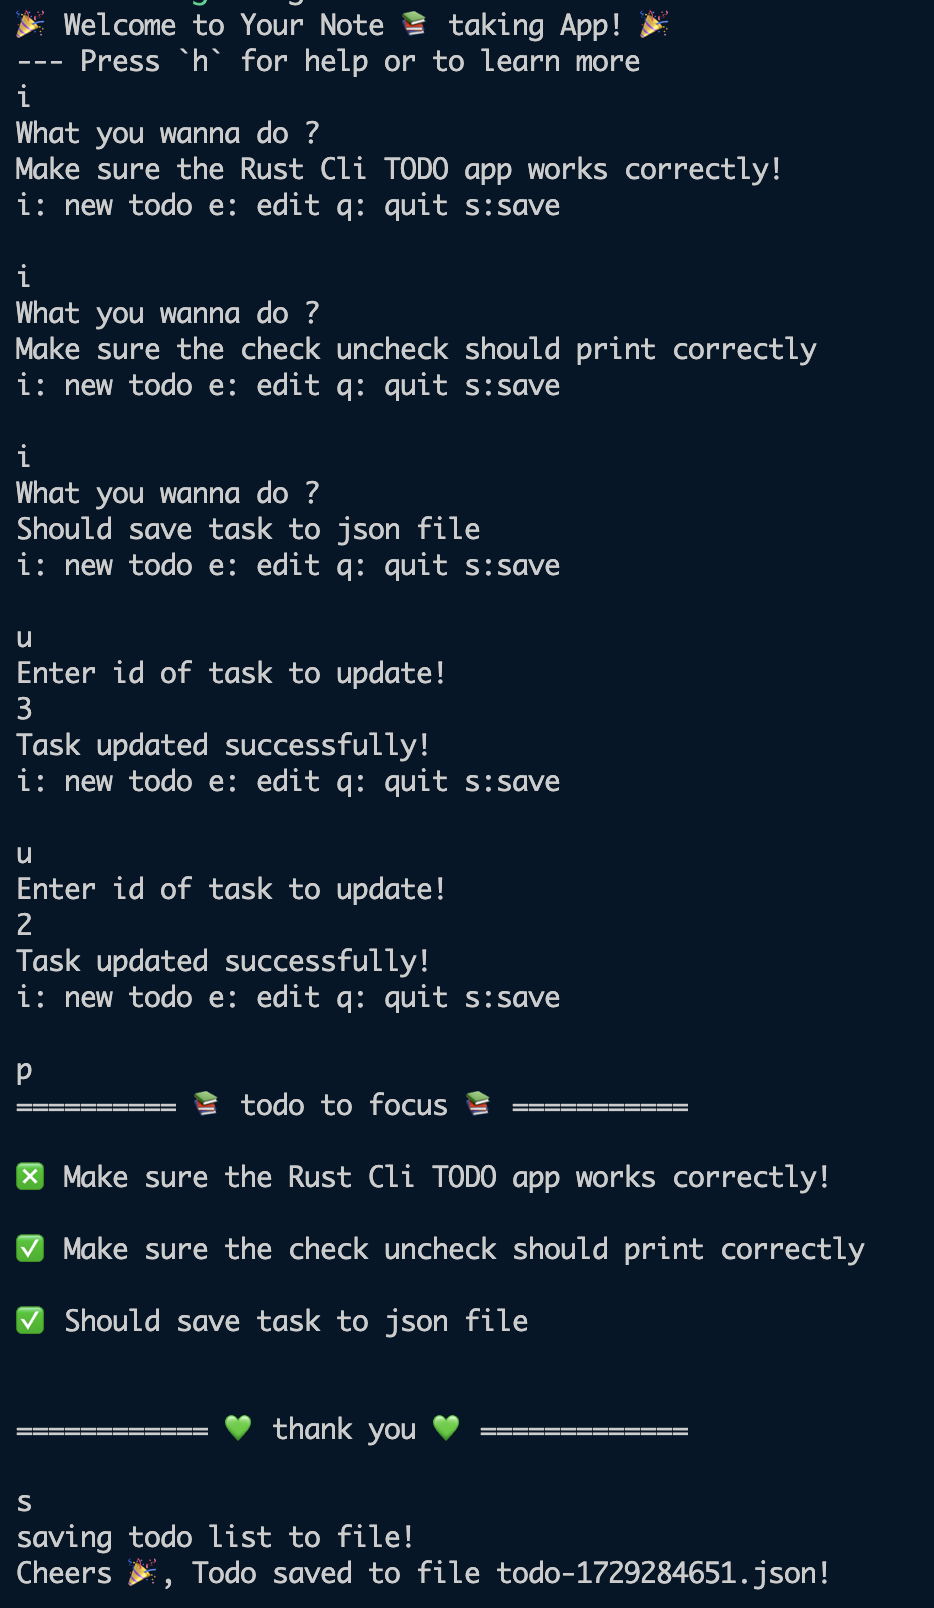 🎉 Welcome to Your Note 📚 taking App! 🎉
--- Press `h` for help or to learn more
i
What you wanna do ?
Make sure the Rust Cli TODO app works correctly!
i: new todo e: edit q: quit s:save

i
What you wanna do ?
Make sure the check uncheck should print correctly
i: new todo e: edit q: quit s:save

i
What you wanna do ?
Should save task to json file
i: new todo e: edit q: quit s:save

u
Enter id of task to update!
3
Task updated successfully!
i: new todo e: edit q: quit s:save

u
Enter id of task to update!
2
Task updated successfully!
i: new todo e: edit q: quit s:save

p
========== 📚 todo to focus 📚 ===========

❎ Make sure the Rust Cli TODO app works correctly!

✅ Make sure the check uncheck should print correctly

✅ Should save task to json file


============ 💚 thank you 💚 =============

s
saving todo list to file!
Cheers 🎉, Todo saved to file todo-1729284651.json!